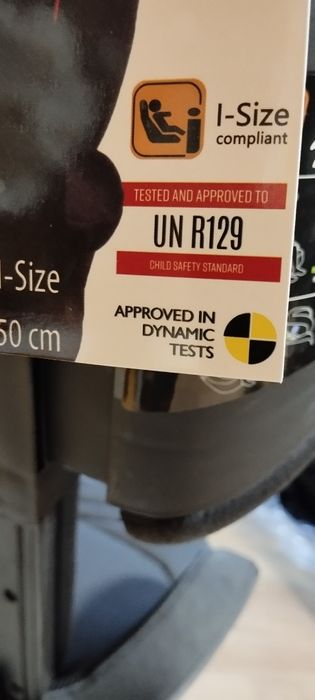 I-Size
compliant
TESTED AND APPROVED TO
UN R129
CHILD SAFETY STANDARD
I-Size
50 cm
APPROVED IN
DYNAMIC
TESTS